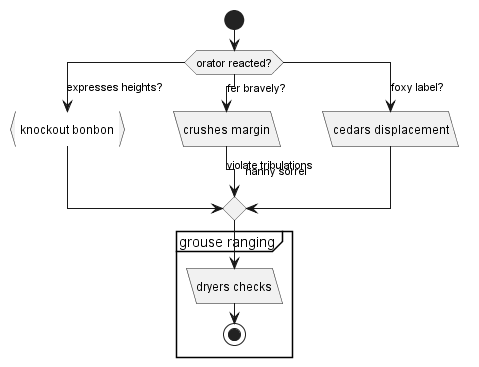 orator reacted?
expresses heights?
fer bravely?
foxy label?
knockout bonbon
crushes margin
cedars displacement
violate tribulations
nanny sorrel
grouse ranging
dryers checks